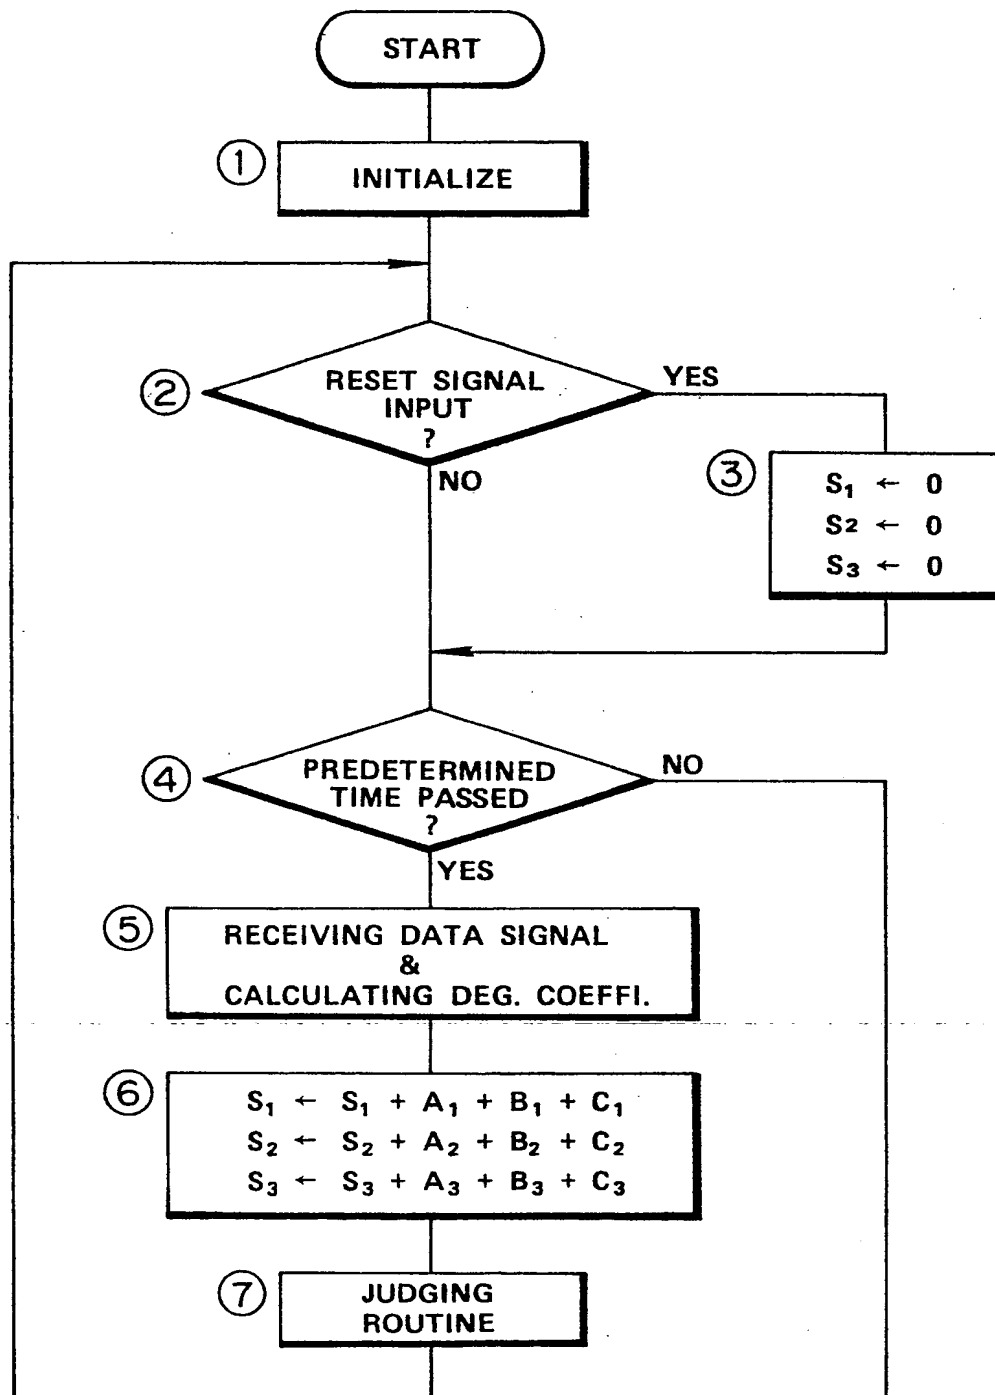 START
① INITIALIZE
② RESET SIGNAL
INPUT
?
YES
NO
③ S₁ ← 0
S₂ ← 0
S₃ ← 0
④ PREDETERMINED
TIME PASSED
?
NO
YES
⑤ RECEIVING DATA SIGNAL
&
CALCULATING DEG. COEFFI.
⑥ S₁ ← S₁ + A₁ + B₁ + C₁
S₂ ← S₂ + A₂ + B₂ + C₂
S₃ ← S₃ + A₃ + B₃ + C₃
⑦ JUDGING
ROUTINE